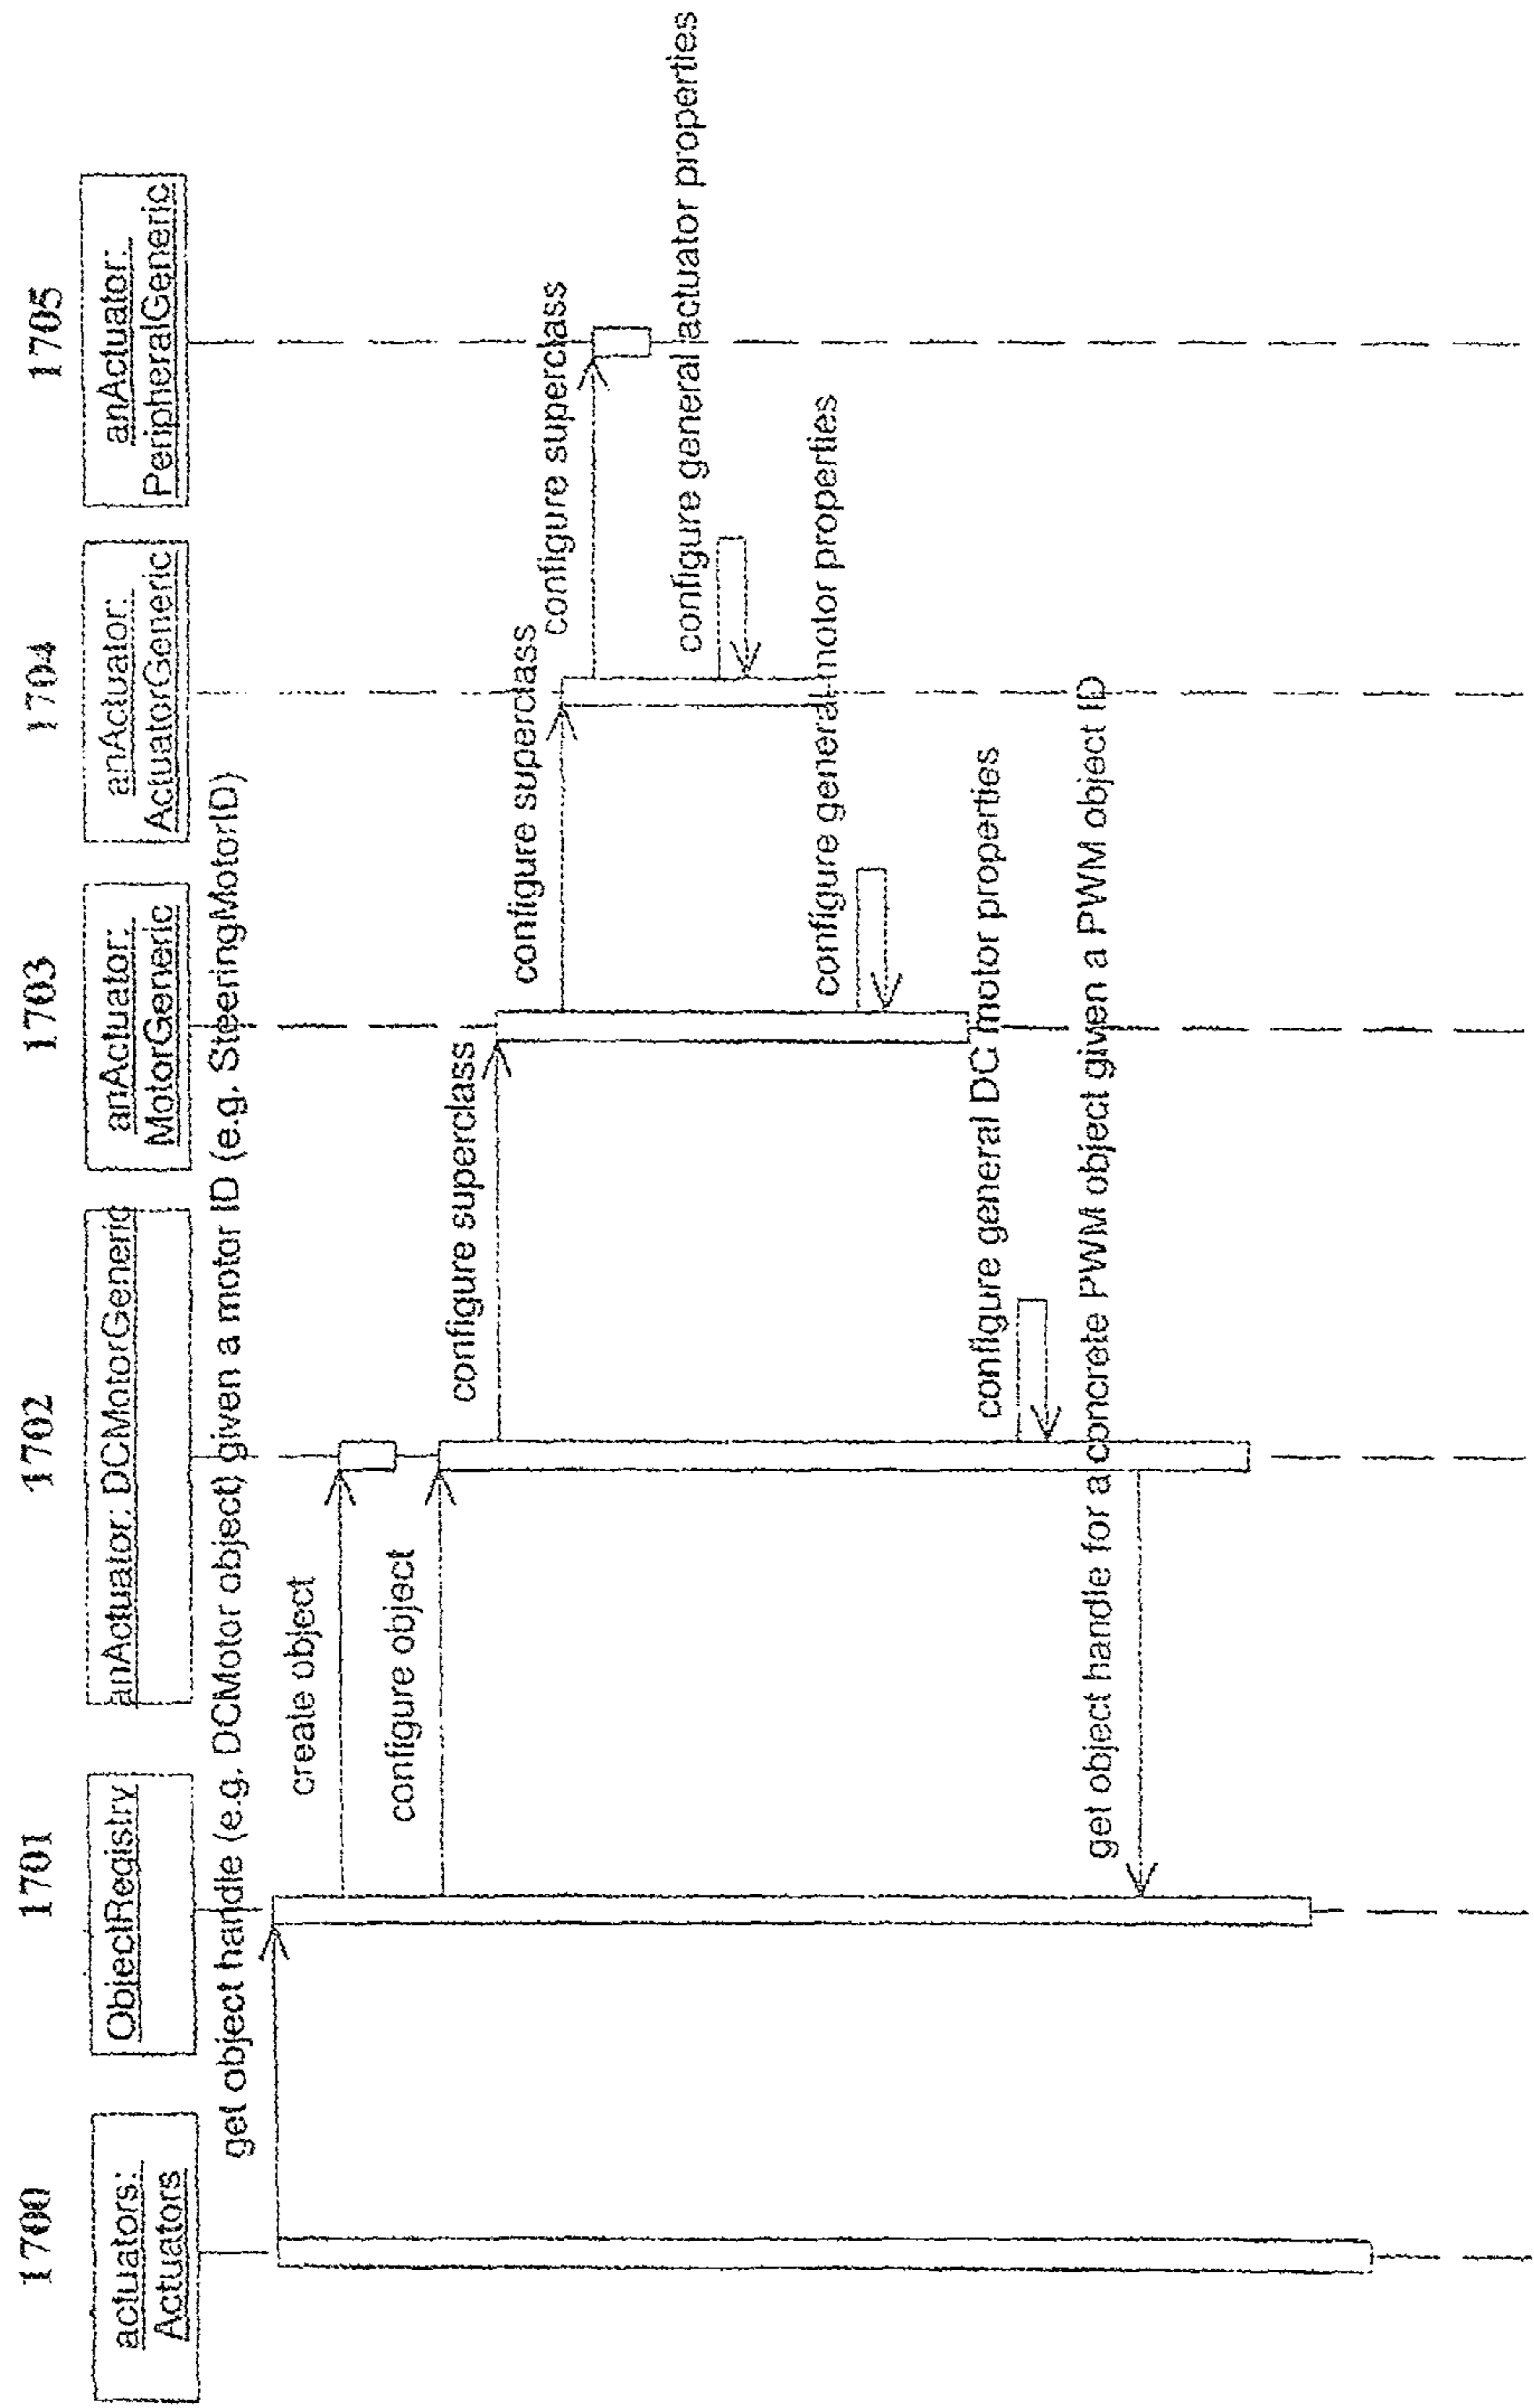 1700
1701
1702
1703
1704
1705
actuators:
Actuators
ObjectRegistry
anActuator: DCMotorGeneric
anActuator:
MotorGeneric
anActuator:
ActuatorGeneric
anActuator:
PeripheralGeneric
get object handle (e.g. DCMotor object) given a motor ID (e.g. SteeringMotorID)
create object
configure object
configure superclass
configure superclass
configure superclass
configure general actuator properties
configure general motor properties
configure general DC motor properties
get object handle for a concrete PWM object given a PWM object ID